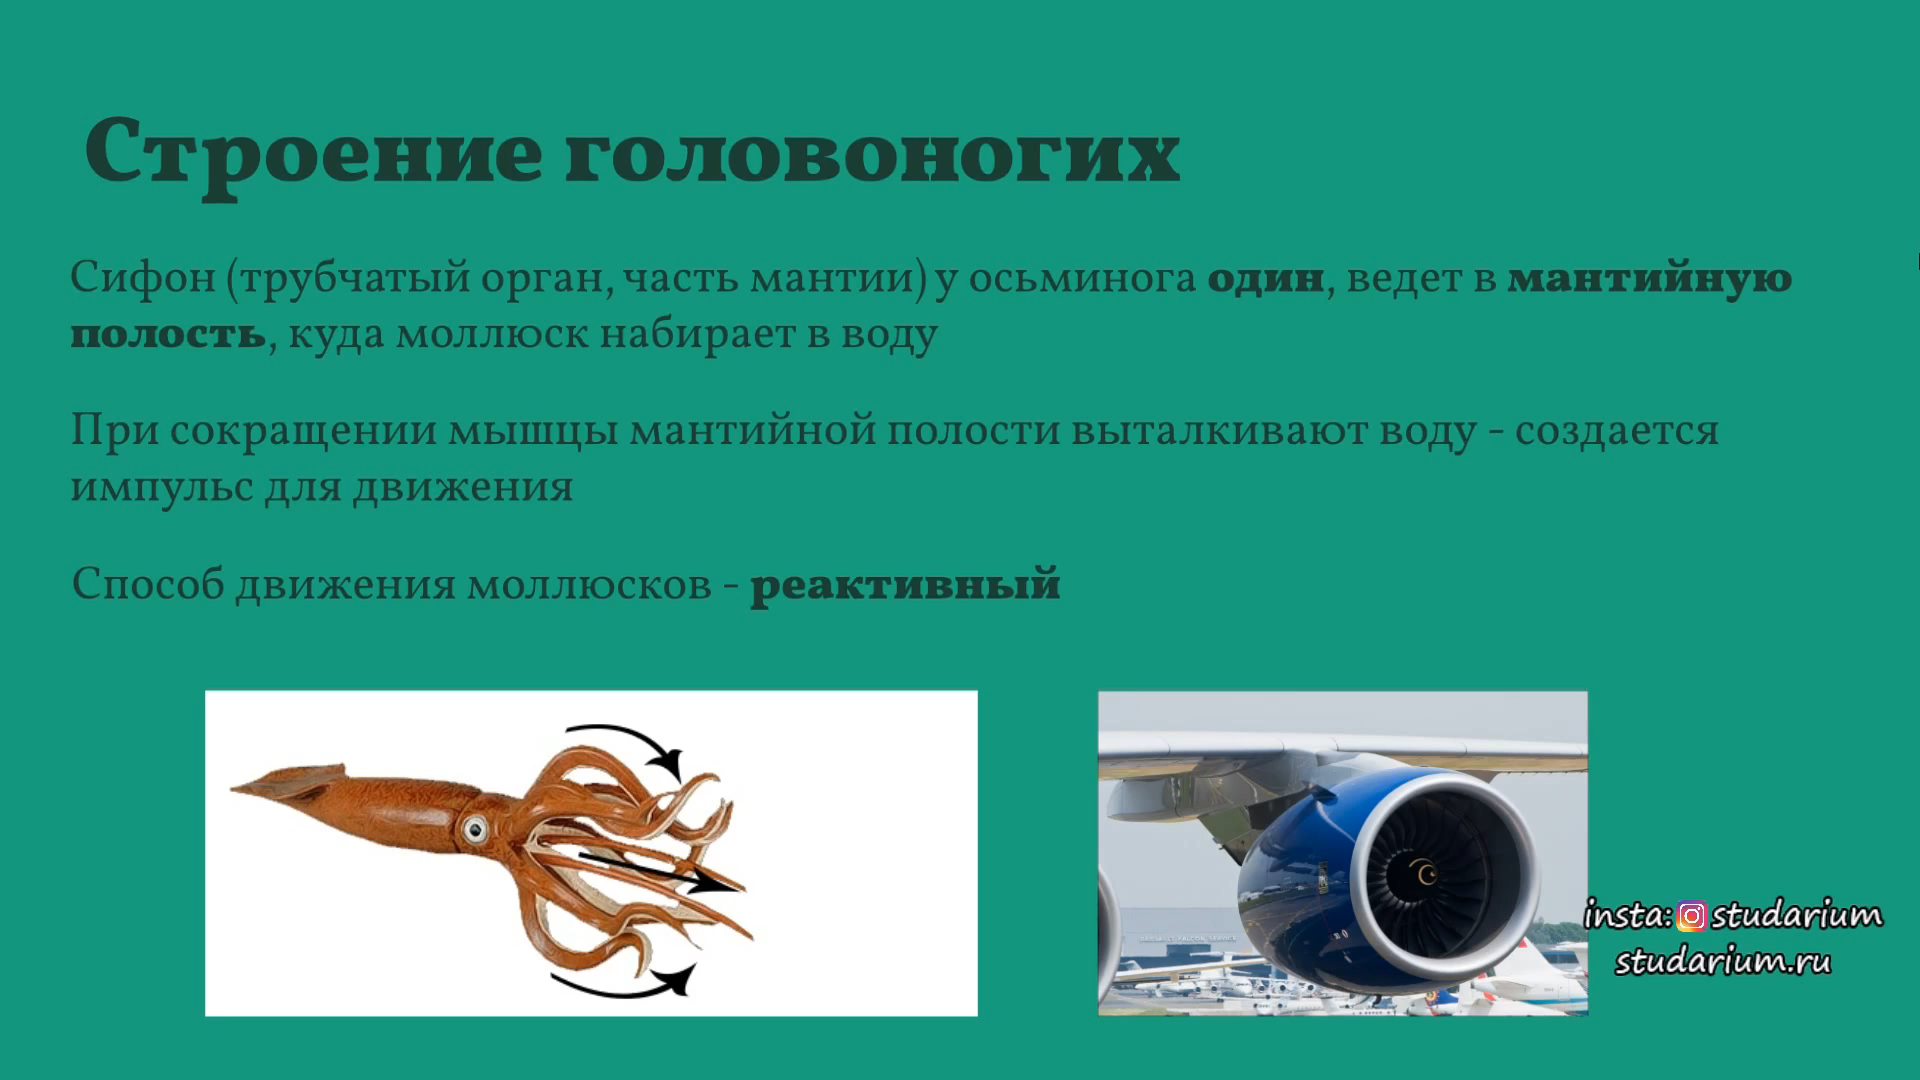 Строение головоногих
Сифон (трубчатый орган, часть мантии) у осьминога один, ведет в мантийную
полость, куда моллюск набирает в воду
При сокращении мышцы мантийной полости выталкивают воду - создается
импульс для движения
Способ движения моллюсков - реактивный
insta: studarium
studarium.ru